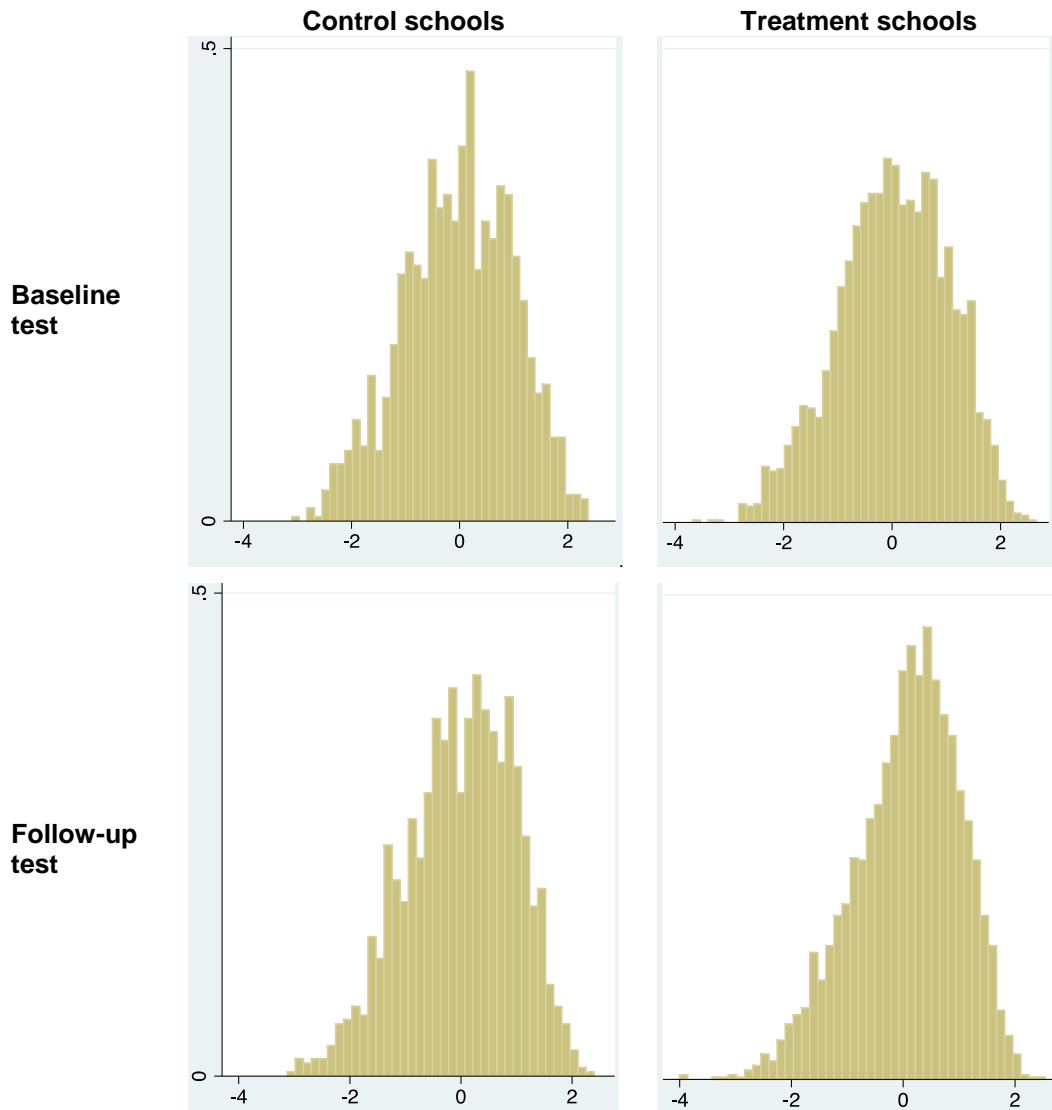 Control schools
Treatment schools
.5
0
-4 -2 0 2
-4 -2 0 2
Baseline
test
.5
0
-4 -2 0 2
-4 -2 0 2
Follow-up
test